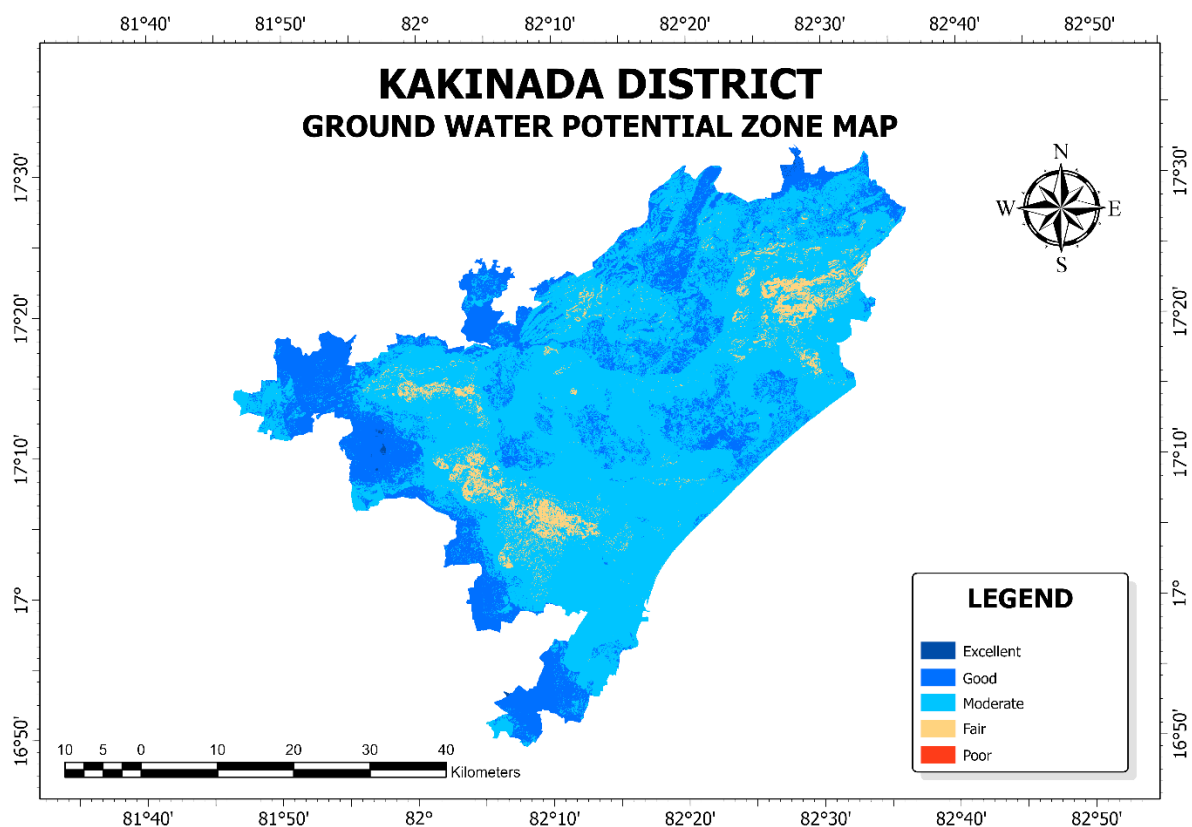 81°40' 81°50' 82° 82°10' 82°20' 82°30' 82°50'
KAKINADA DISTRICT
GROUND WATER POTENTIAL ZONE MAP
N
W E
S
17°30' 17°30'
17°20' 17°20'
17°10' 17°10'
17° 17°
16°50' 16°50'
LEGEND
Excellent
Good
Moderate
Fair
Poor
10 5 0 10 20 30 40
Kilometers
81°40' 81°50' 82° 82°10' 82°20' 82°30' 82°40' 82°50'